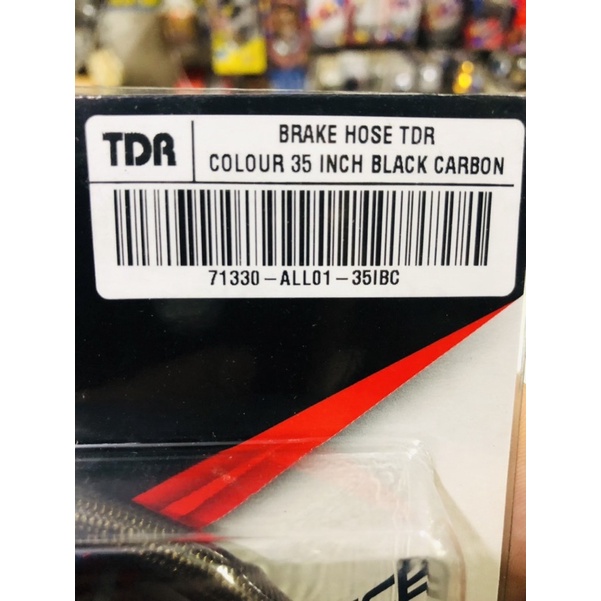 TDR
BRAKE HOSE TDR
COLOUR 35 INCH BLACK CARBON
71330-ALL01-35IBC